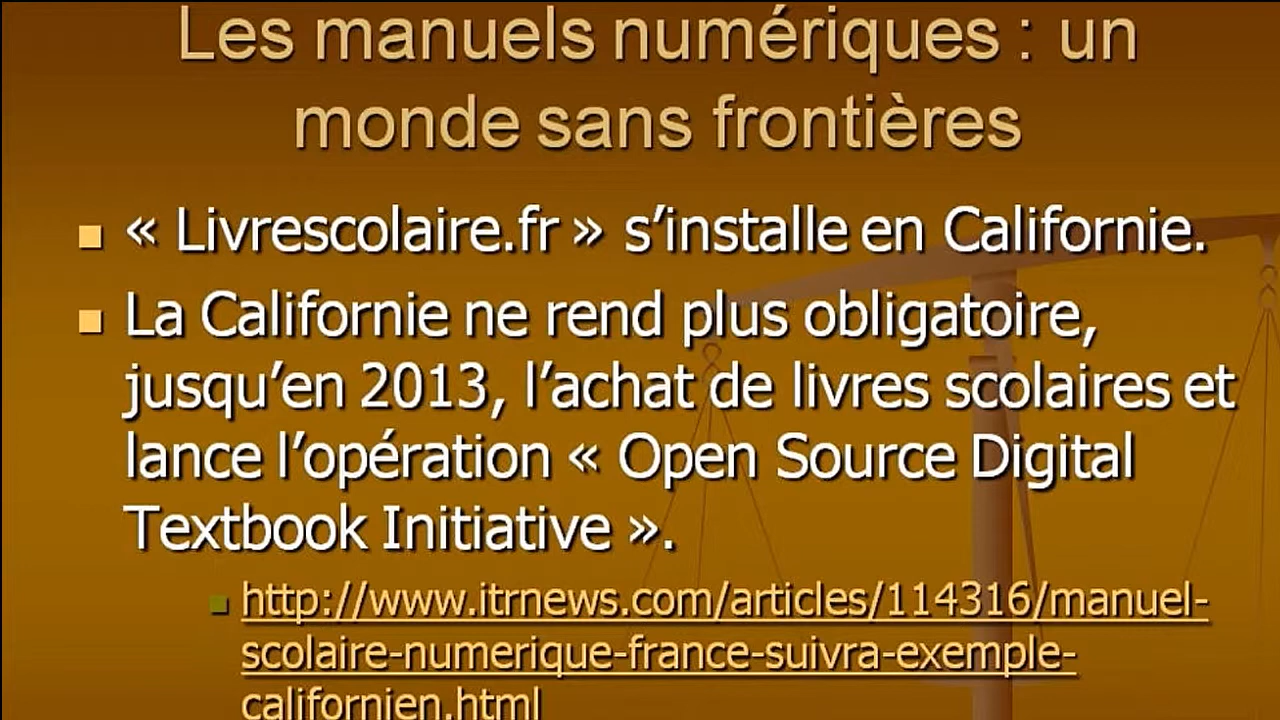 Les manuels numériques : un
monde sans frontières
« Livrescolaire.fr » s’installe en Californie.
La Californie ne rend plus obligatoire,
jusqu’en 2013, l’achat de livres scolaires et
lance l’opération « Open Source Digital
Textbook Initiative ».
http://www.itrnews.com/articles/114316/manuel-
scolaire-numerique-france-suivra-exemple-
californien.html